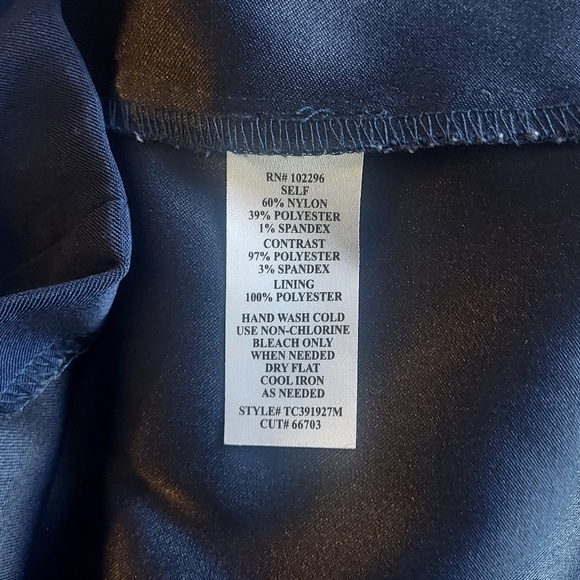 RN# 102296
SELF
60% NYLON
39% POLYESTER
1% SPANDEX
CONTRAST
97% POLYESTER
3% SPANDEX
LINING
100% POLYESTER
HAND WASH COLD
USE NON-CHLORINE
BLEACH ONLY
WHEN NEEDED
DRY FLAT
COOL IRON
AS NEEDED
STYLE# TC391927M
CUT# 66703